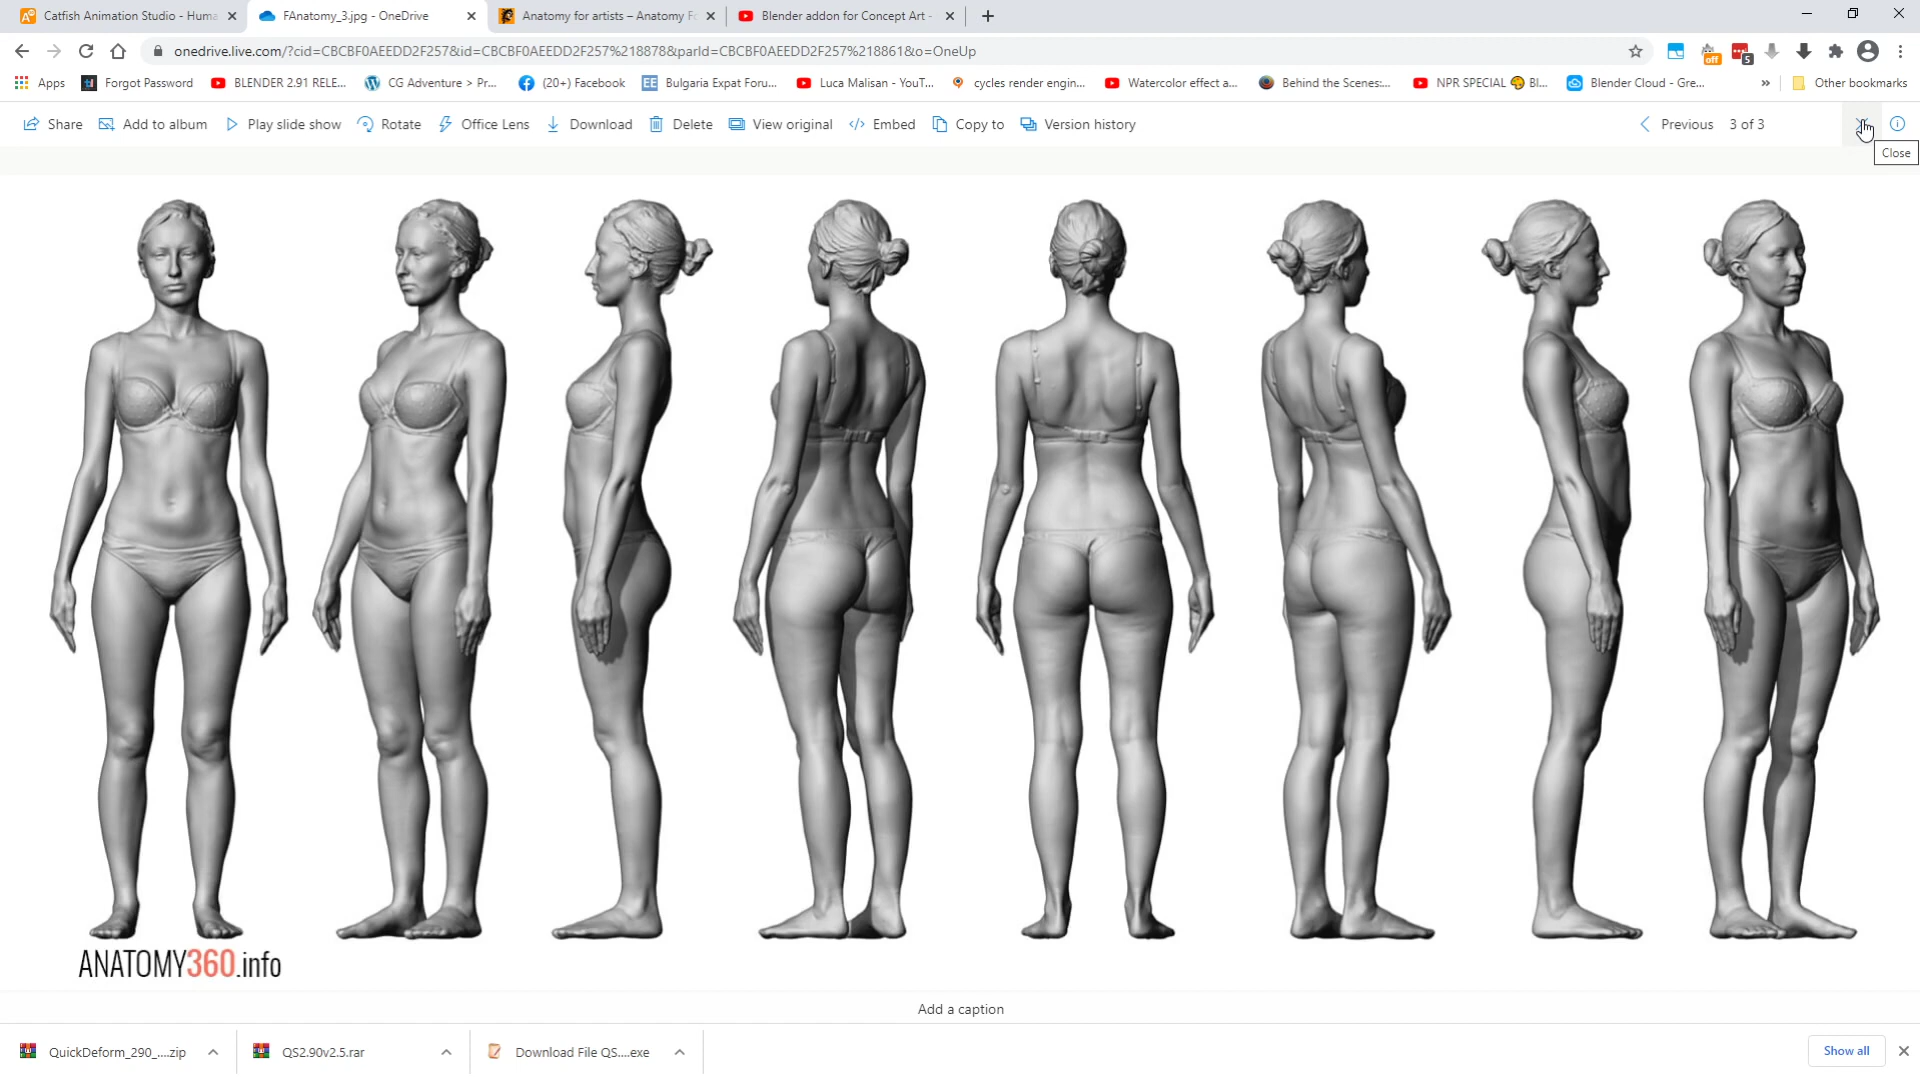 Catfish Animation Studio - Huma
FAnatomy_3.jpg - OneDrive
Anatomy for artists – Anatomy Fo
Blender addon for Concept Art -
onedrive.live.com/?cid=CBCBF0AEEDD2F257&id=CBCBF0AEEDD2F257%218878&parId=CBCBF0AEEDD2F257%218861&o=OneUp
off
5
Apps
Forgot Password
BLENDER 2.91 RELE...
CG Adventure > Pr...
(20+) Facebook
EE Bulgaria Expat Foru...
Luca Malisan - YouT...
cycles render engin...
Watercolor effect a...
Behind the Scenes:...
NPR SPECIAL Bl...
Blender Cloud - Gre...
Other bookmarks
Share
Add to album
Play slide show
Rotate
Office Lens
Download
Delete
View original
Embed
Copy to
Version history
Previous
3 of 3
Close
ANATOMY360.info
Add a caption
QuickDeform_290_....zip
QS2.90v2.5.rar
Download File QS....exe
Show all